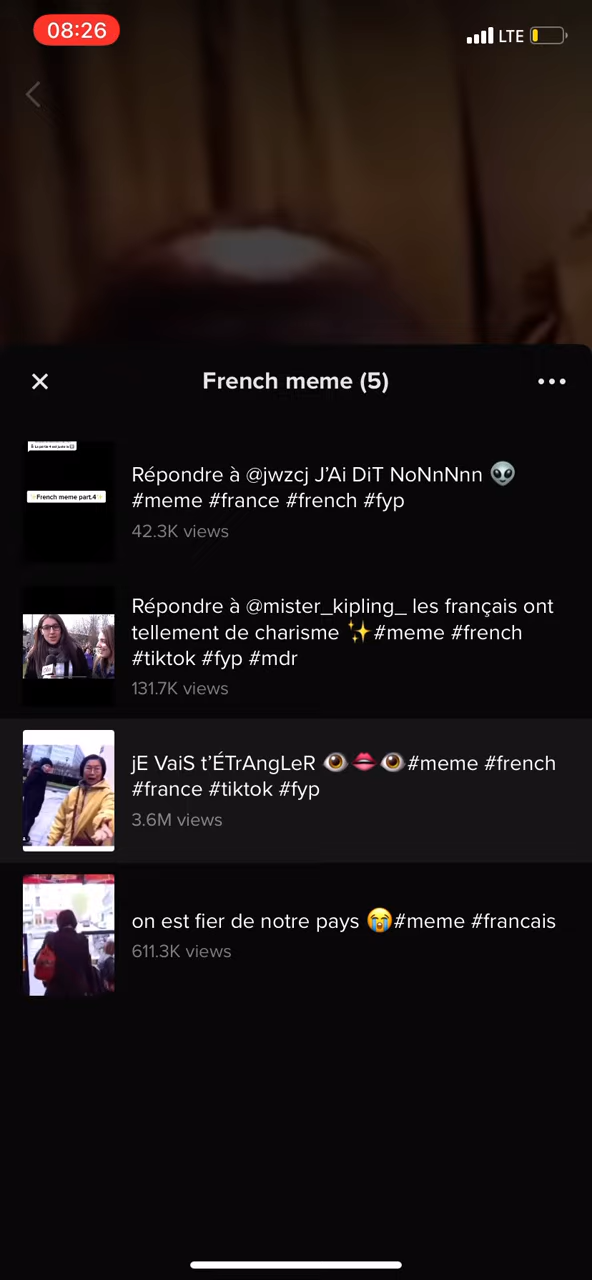 08:26
LTE
French meme (5)
French meme part.4
Répondre à @jwzcj J'Ai DiT NoNnNnn 👽
#meme #france #french #fyp
42.3K views
Répondre à @mister_kipling_ les français ont
tellement de charisme ✨#meme #french
#tiktok #fyp #mdr
131.7K views
jE VaiS t'ÉTrAngLeR 👁️👄👁️#meme #french
#france #tiktok #fyp
3.6M views
on est fier de notre pays 😭#meme #francais
611.3K views